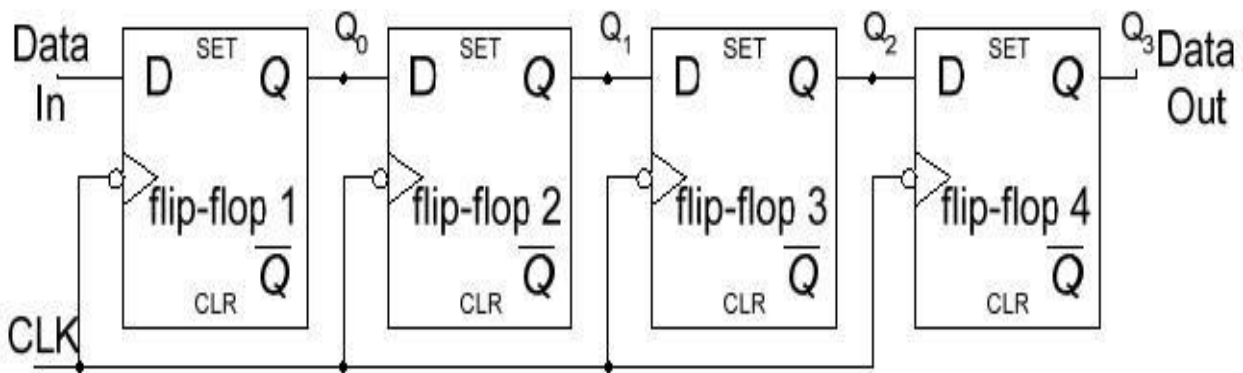 Data In
SET
D Q
flip-flop 1
Q̅
CLR
Q₀
SET
D Q
flip-flop 2
Q̅
CLR
Q₁
SET
D Q
flip-flop 3
Q̅
CLR
Q₂
SET
D Q
flip-flop 4
Q̅
CLR
Q₃
Data Out
CLK